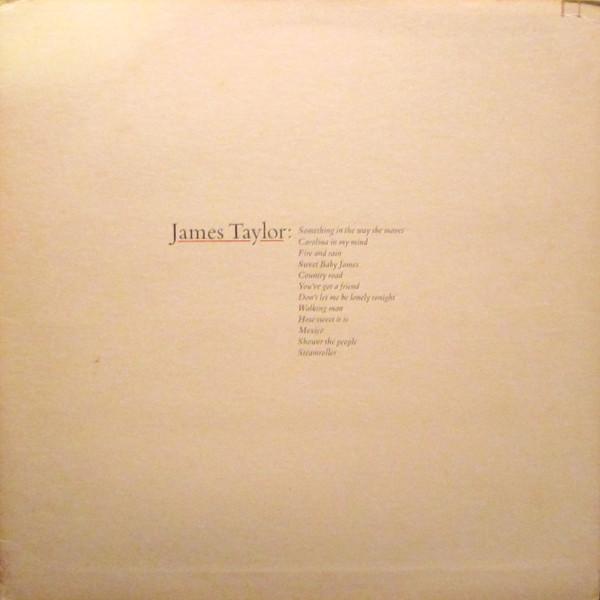 James Taylor:
Something in the way she moves
Carolina in my mind
Fire and rain
Sweet Baby James
Country road
You've got a friend
Don't let me be lonely tonight
Walking man
How sweet it is
Mexico
Shower the people
Steamroller